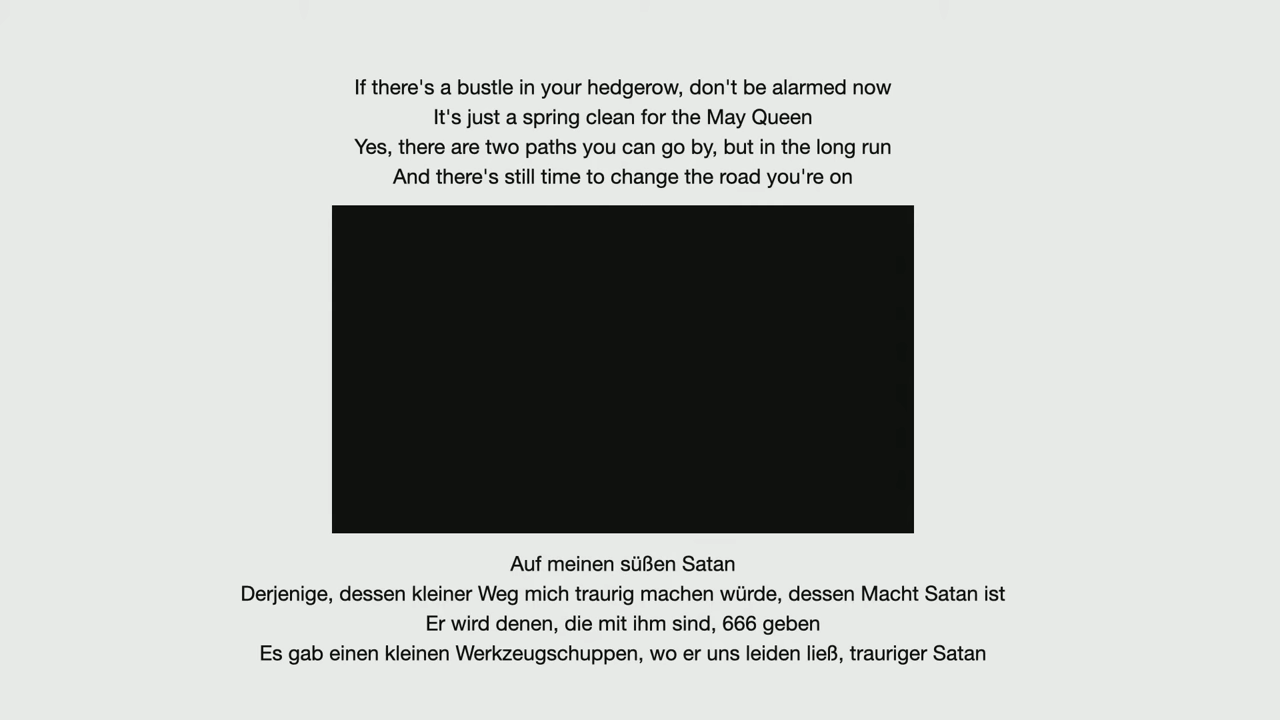 If there's a bustle in your hedgerow, don't be alarmed now
It's just a spring clean for the May Queen
Yes, there are two paths you can go by, but in the long run
And there's still time to change the road you're on
Auf meinen süßen Satan
Derjenige, dessen kleiner Weg mich traurig machen würde, dessen Macht Satan ist
Er wird denen, die mit ihm sind, 666 geben
Es gab einen kleinen Werkzeugschuppen, wo er uns leiden ließ, trauriger Satan